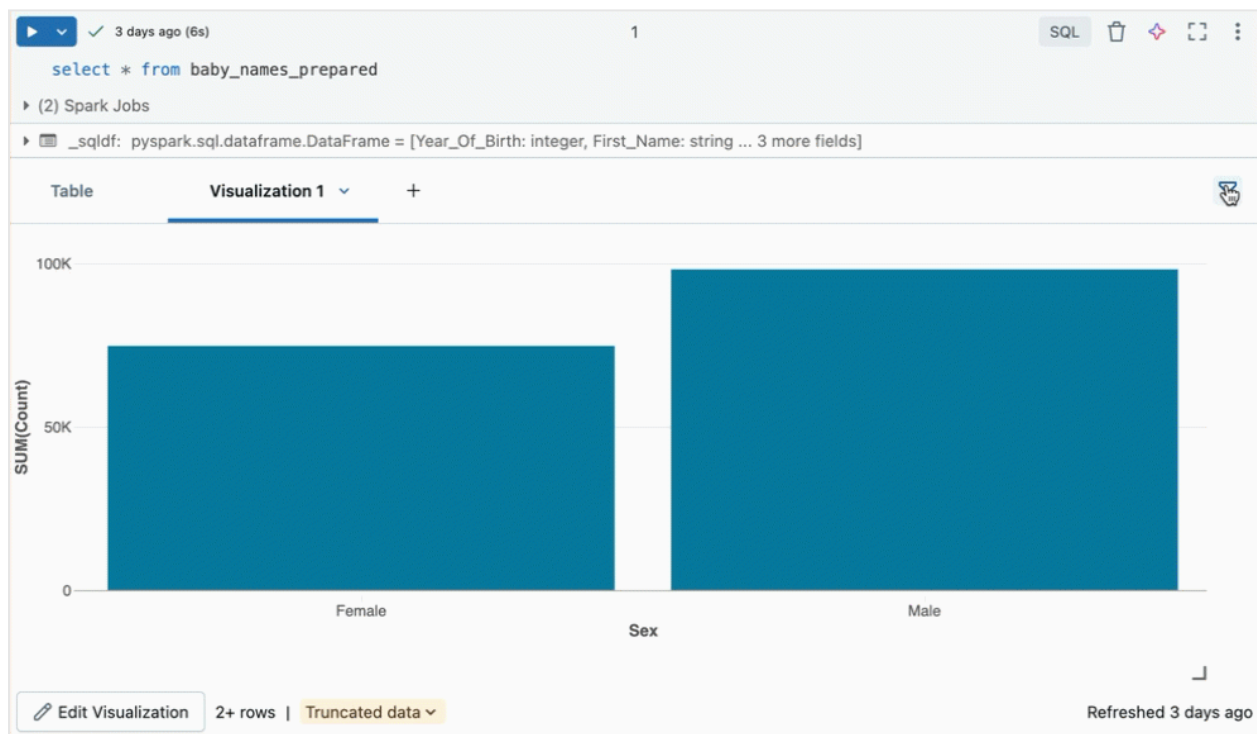 3 days ago (6s)
1
SQL
select * from baby_names_prepared
(2) Spark Jobs
_sqldf: pyspark.sql.dataframe.DataFrame = [Year_Of_Birth: integer, First_Name: string ... 3 more fields]
Table
Visualization 1
+
100K
50K
0
SUM(Count)
Female
Male
Sex
Edit Visualization
2+ rows | Truncated data
Refreshed 3 days ago